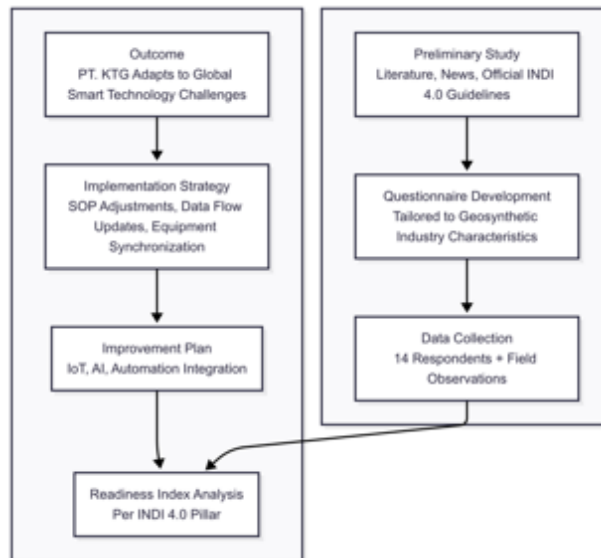 Outcome
PT. KTG Adapts to Global
Smart Technology Challenges
Implementation Strategy
SOP Adjustments, Data Flow
Updates, Equipment
Synchronization
Improvement Plan
IoT, AI, Automation Integration
Readiness Index Analysis
Per INDI 4.0 Pillar
Preliminary Study
Literature, News, Official INDI
4.0 Guidelines
Questionnaire Development
Tailored to Geosynthetic
Industry Characteristics
Data Collection
14 Respondents + Field
Observations